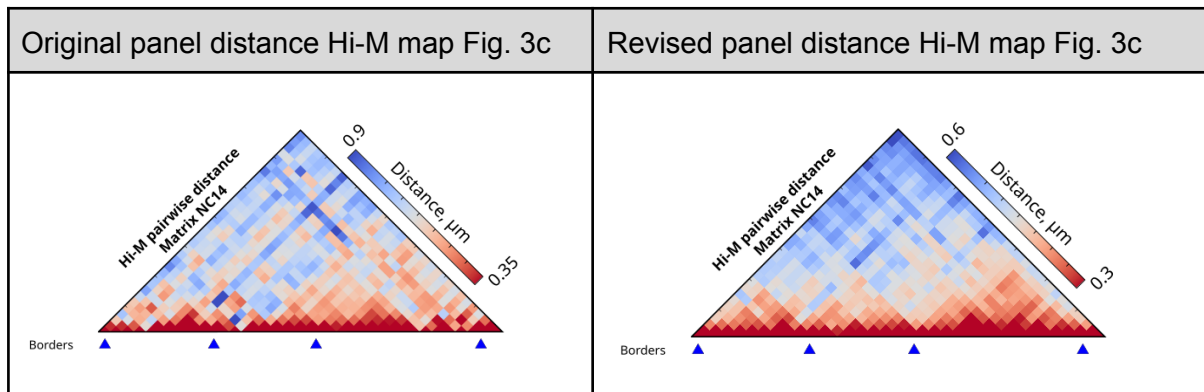 Original panel distance Hi-M map Fig. 3c
Revised panel distance Hi-M map Fig. 3c
Hi-M pairwise distance
Matrix NC14
0.9
Distance, μm
0.35
Borders
Hi-M pairwise distance
Matrix NC14
0.6
Distance, μm
0.3
Borders